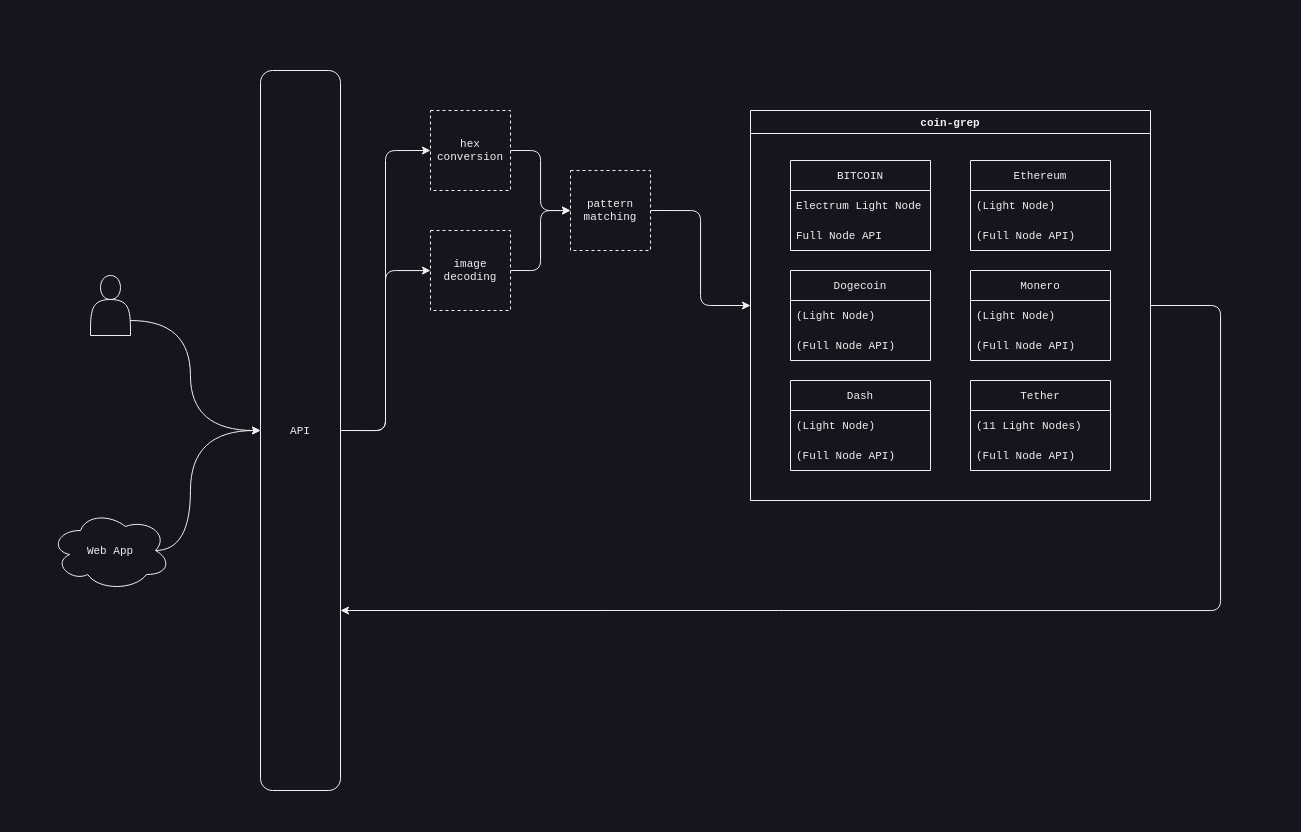 hex
conversion
image
decoding
pattern
matching
coin-grep
BITCOIN
Electrum Light Node
Full Node API
Ethereum
(Light Node)
(Full Node API)
Dogecoin
(Light Node)
(Full Node API)
Monero
(Light Node)
(Full Node API)
Dash
(Light Node)
(Full Node API)
Tether
(11 Light Nodes)
(Full Node API)
API
Web App